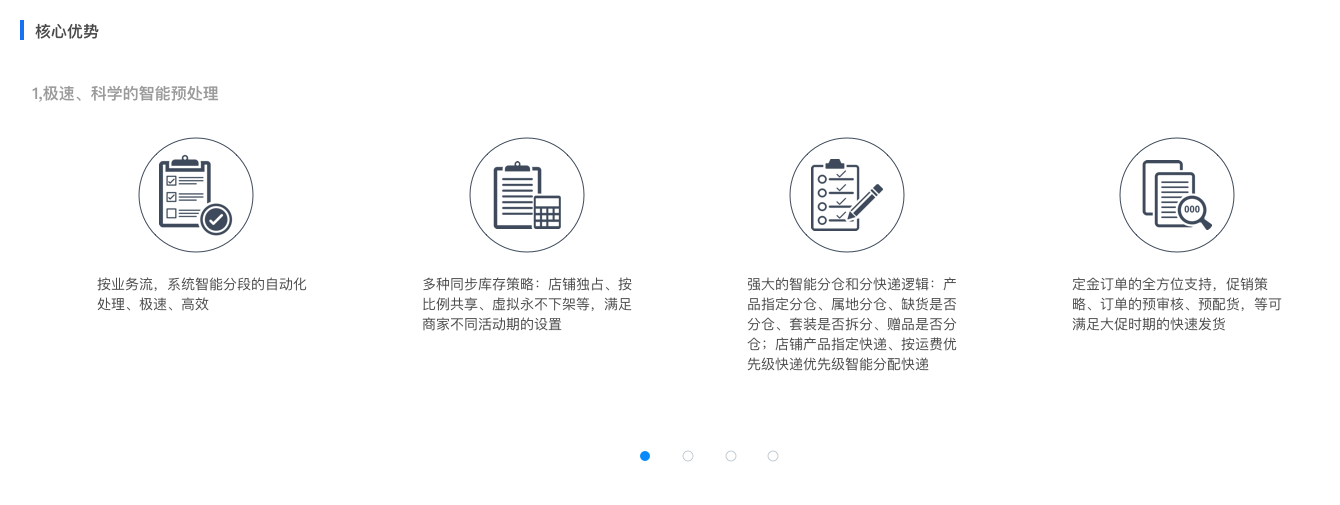 核心优势
1,极速、科学的智能预处理
按业务流，系统智能分段的自动化
处理、极速、高效
多种同步库存策略：店铺独占、按
比例共享、虚拟永不下架等，满足
商家不同活动期的设置
强大的智能分仓和分快递逻辑：产
品指定分仓、属地分仓、缺货是否
分仓、套装是否拆分、赠品是否分
仓；店铺产品指定快递、按运费优
先级快递优先级智能分配快递
000
定金订单的全方位支持，促销策
略、订单的预审核、预配货，等可
满足大促时期的快速发货